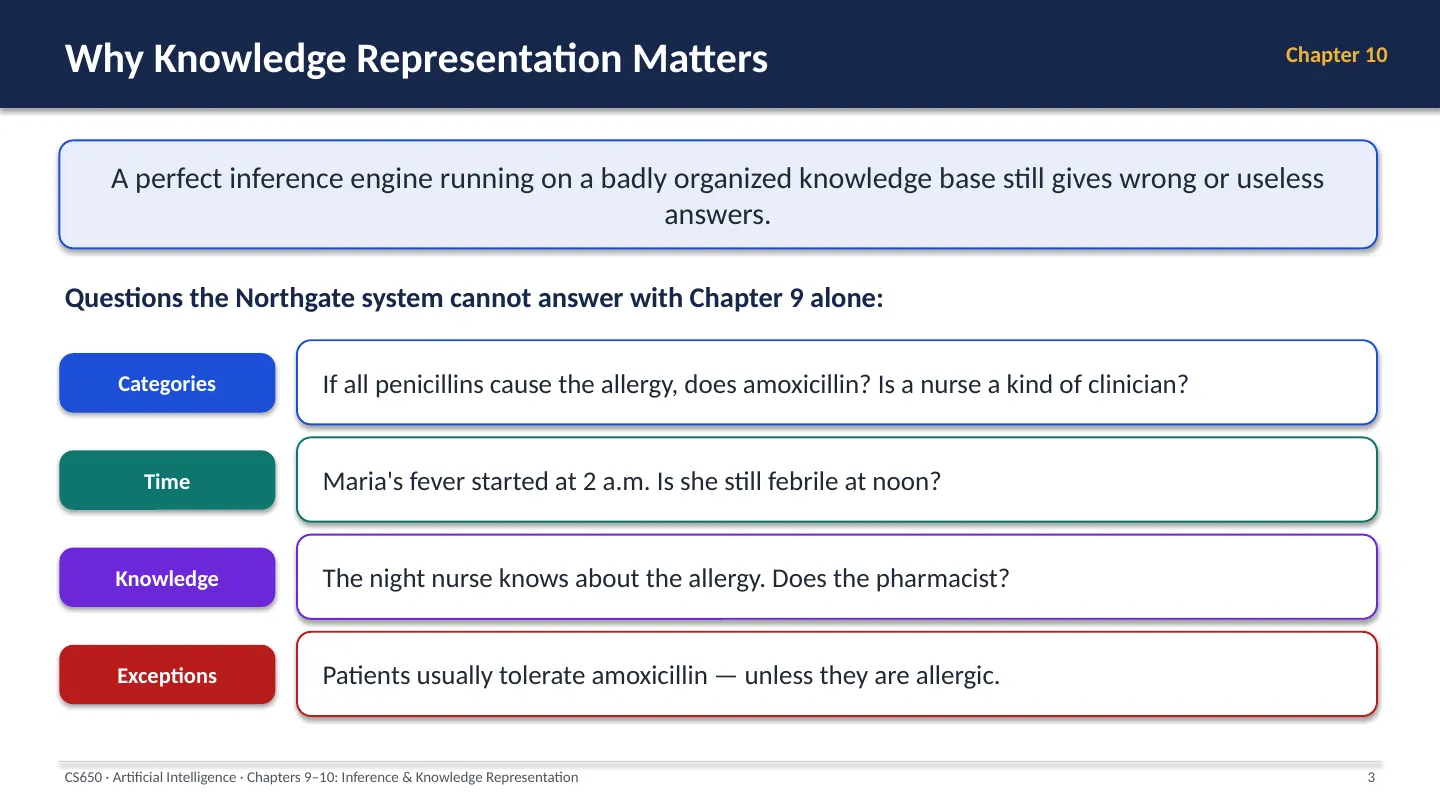 Why Knowledge Representation Matters
Chapter 10
A perfect inference engine running on a badly organized knowledge base still gives wrong or useless
answers.
Questions the Northgate system cannot answer with Chapter 9 alone:
Categories
If all penicillins cause the allergy, does amoxicillin? Is a nurse a kind of clinician?
Time
Maria's fever started at 2 a.m. Is she still febrile at noon?
Knowledge
The night nurse knows about the allergy. Does the pharmacist?
Exceptions
Patients usually tolerate amoxicillin — unless they are allergic.
CS650 · Artificial Intelligence · Chapters 9–10: Inference & Knowledge Representation
3